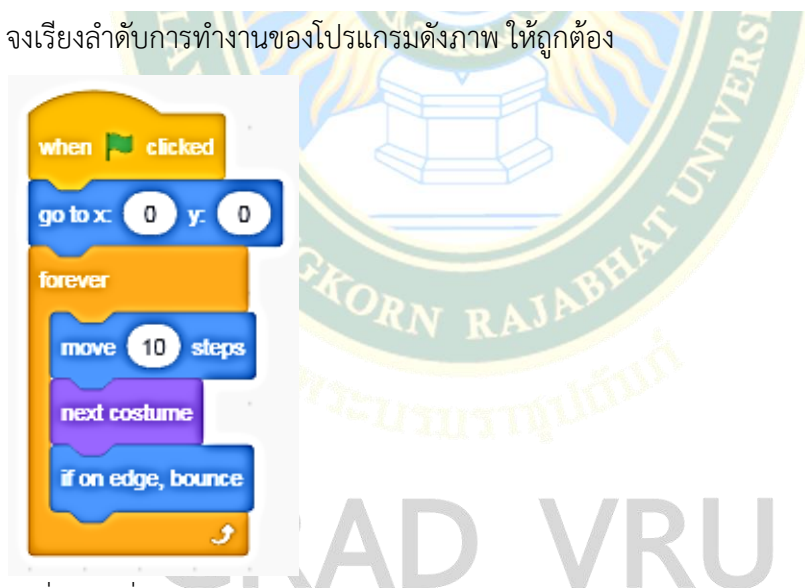 จงเรียงลำดับการทำงานของโปรแกรมดังภาพ ให้ถูกต้อง
when clicked
go to x: 0 y: 0
forever
move 10 steps
next costume
if on edge, bounce
GKORN RAJABHAT UNIVERS
GRAD VRU